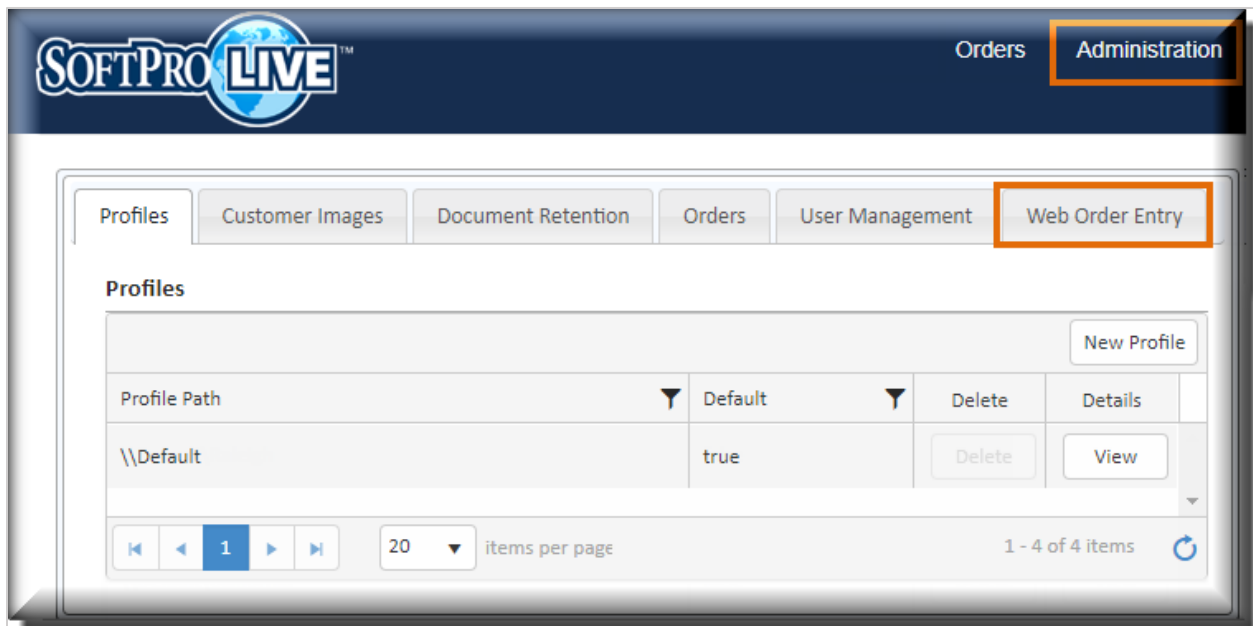 SOFTPRO LIVE™
Orders Administration
Profiles Customer Images Document Retention Orders User Management Web Order Entry
Profiles
New Profile
Profile Path Default Delete Details
\\Default true Delete View
1 20 items per page 1 - 4 of 4 items